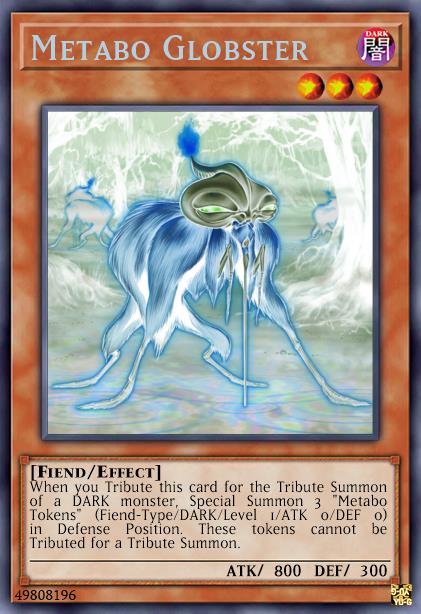 METABO GLOBSTER
DARK
闇
[FIEND/EFFECT]
When you Tribute this card for the Tribute Summon
of a DARK monster, Special Summon 3 "Metabo
Tokens" (Fiend-Type/DARK/Level 1/ATK 0/DEF 0)
in Defense Position. These tokens cannot be
Tributed for a Tribute Summon.
ATK/ 800 DEF/ 300
49808196